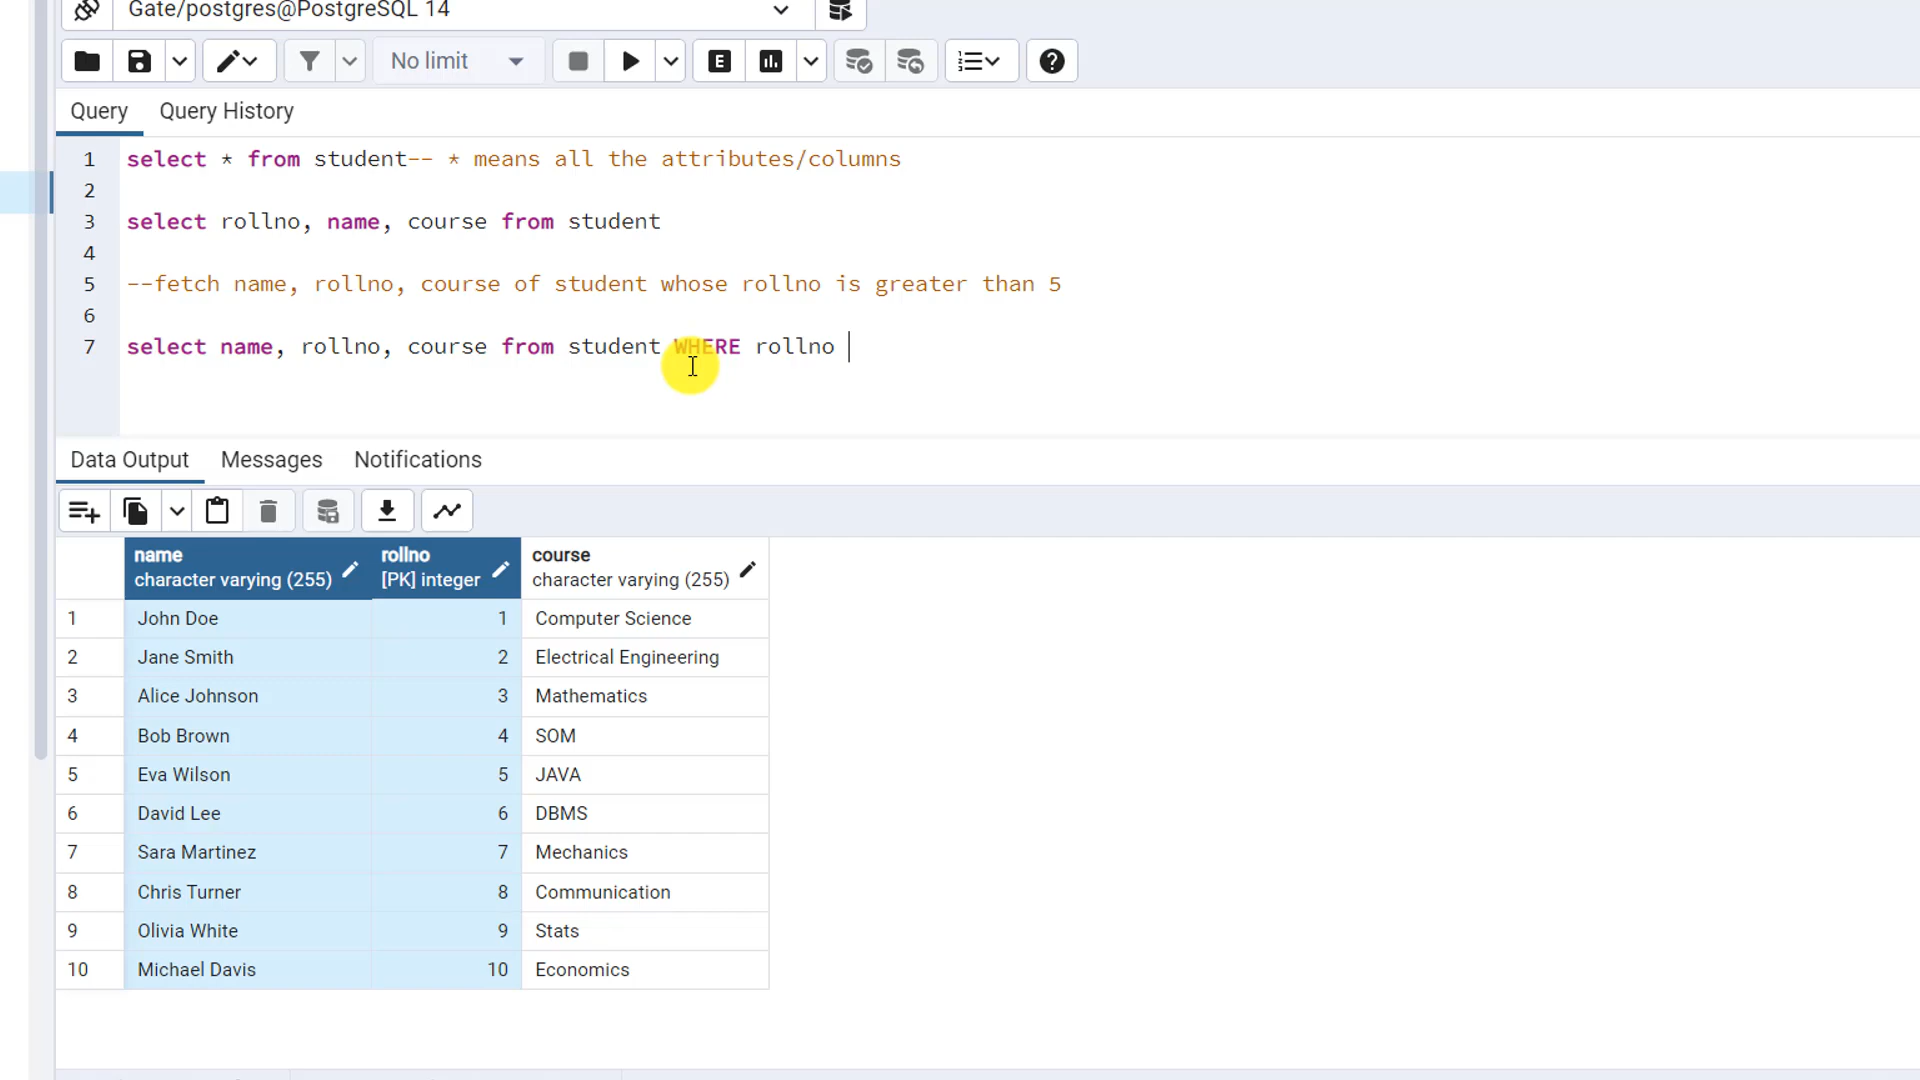 Gate/postgres@PostgreSQL 14
No limit
E
?
Query Query History
1 select * from student-- * means all the attributes/columns
2
3 select rollno, name, course from student
4
5 --fetch name, rollno, course of student whose rollno is greater than 5
6
7 select name, rollno, course from student WHERE rollno
Data Output Messages Notifications
name rollno course
character varying (255) [PK] integer character varying (255)
1 John Doe 1 Computer Science
2 Jane Smith 2 Electrical Engineering
3 Alice Johnson 3 Mathematics
4 Bob Brown 4 SOM
5 Eva Wilson 5 JAVA
6 David Lee 6 DBMS
7 Sara Martinez 7 Mechanics
8 Chris Turner 8 Communication
9 Olivia White 9 Stats
10 Michael Davis 10 Economics